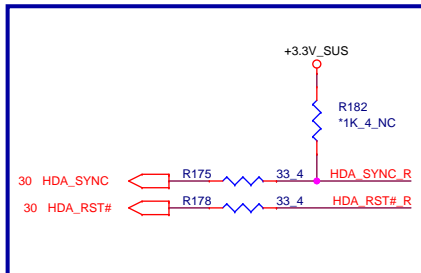 +3.3V_SUS
R182
*1K_4_NC
30 HDA_SYNC R175 33_4 HDA_SYNC_R
30 HDA_RST# R178 33_4 HDA_RST#_R